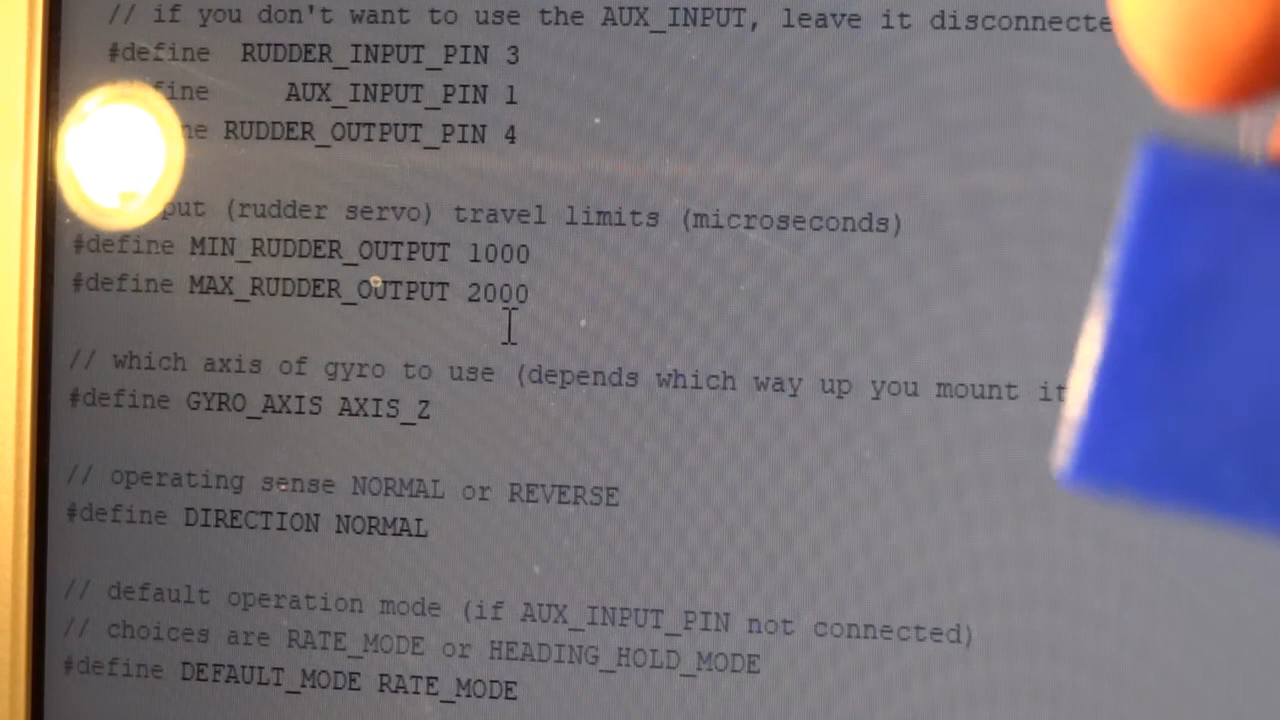 // if you don't want to use the AUX_INPUT, leave it
#define RUDDER_INPUT_PIN 3
AUX_INPUT_PIN 1
RUDDER_OUTPUT_PIN 4
(rudder servo) travel limits (microseconds)
#define MIN_RUDDER_OUTPUT 1000
#define MAX_RUDDER_OUTPUT 2000
// which axis of gyro to use (depends which way up you mount it
#define GYRO_AXIS AXIS_Z
// operating sense NORMAL or REVERSE
#define DIRECTION NORMAL
// default operation mode (if AUX_INPUT_PIN not connected)
// choices are RATE_MODE or HEADING_HOLD_MODE
#define DEFAULT_MODE RATE_MODE